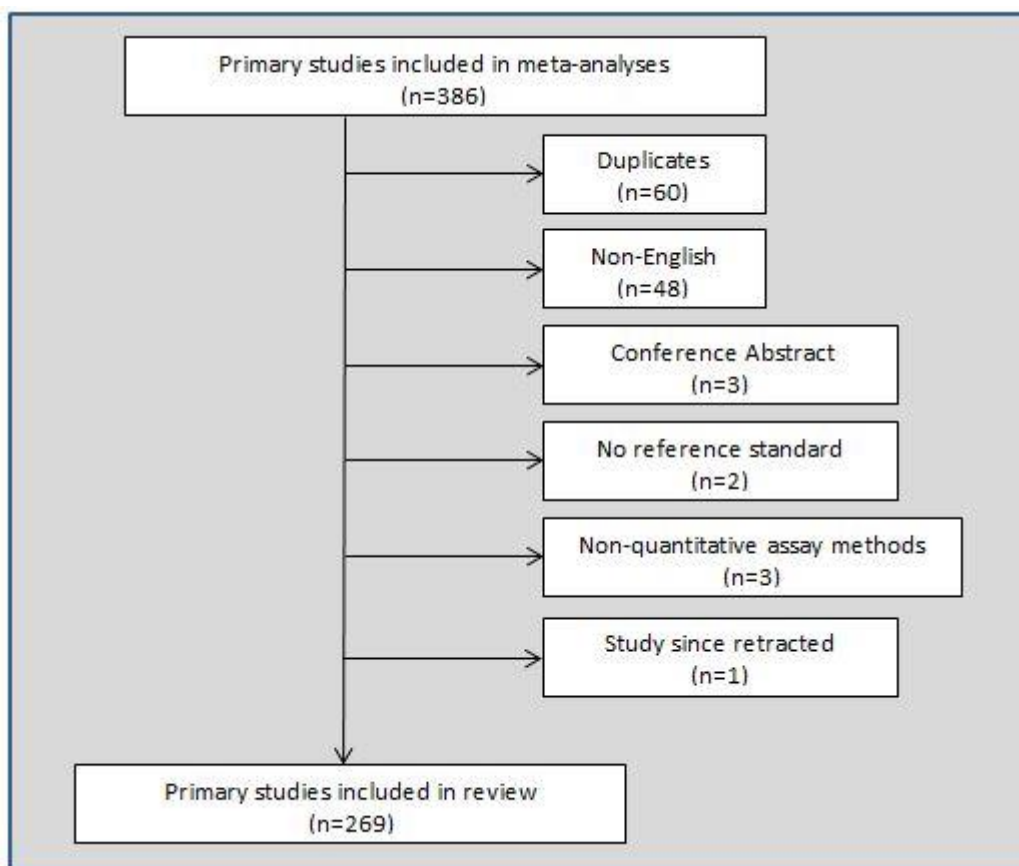 Primary studies included in meta-analyses
(n=386)
Duplicates
(n=60)
Non-English
(n=48)
Conference Abstract
(n=3)
No reference standard
(n=2)
Non-quantitative assay methods
(n=3)
Study since retracted
(n=1)
Primary studies included in review
(n=269)